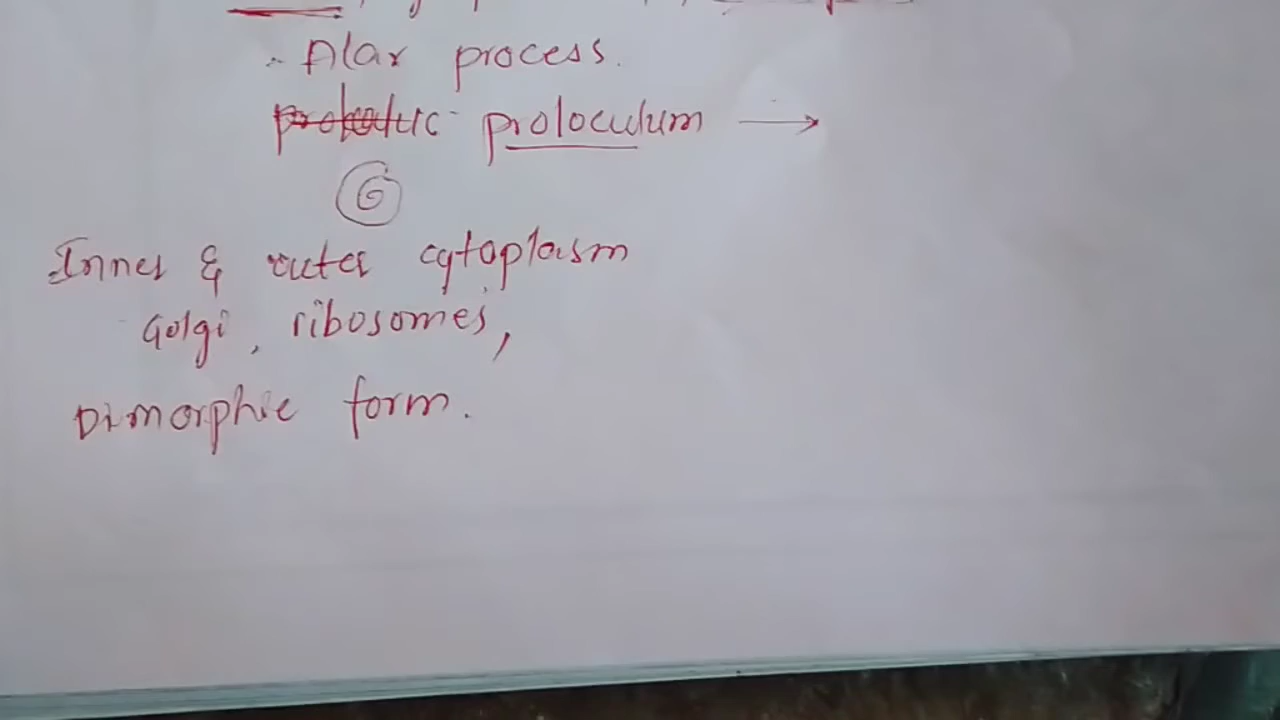 Alar process.
proloculum →
Inner & outer cytoplasm
Golgi, ribosomes,
Dimorphic form.